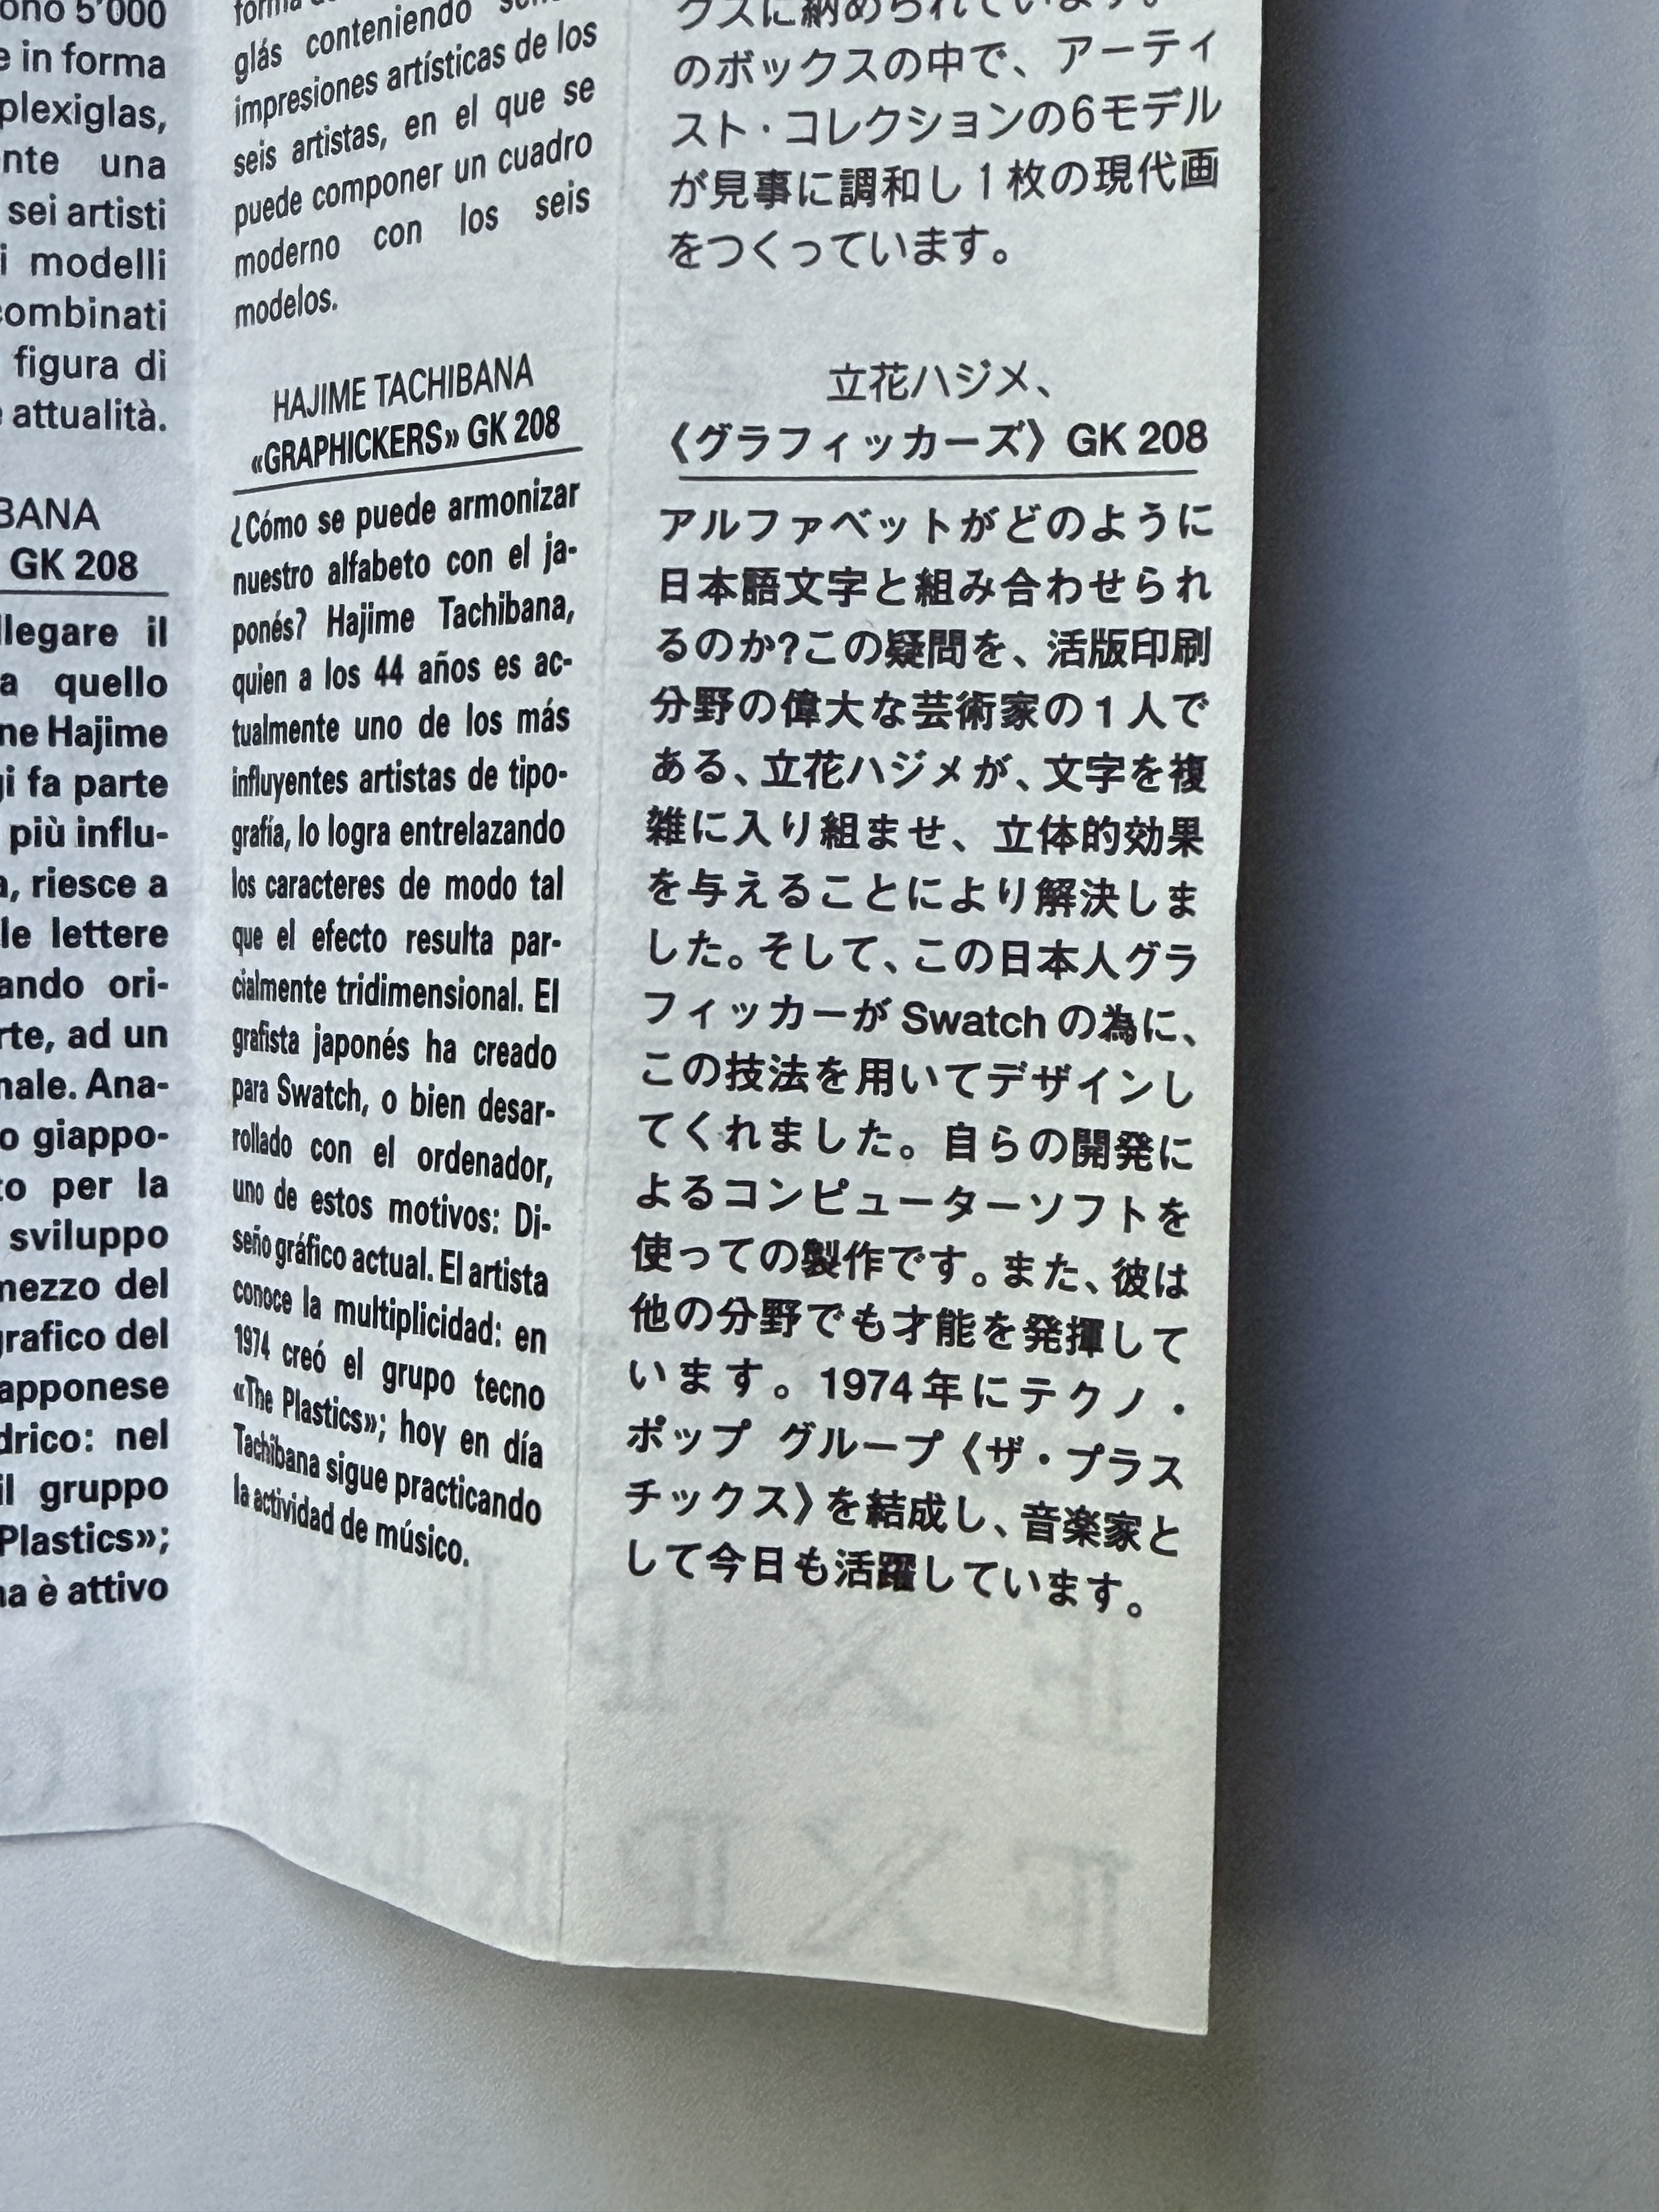 ono 5'000
e in forma
plexiglas,
nte una
sei artisti
i modelli
combinati
figura di
attualità.
BANA
GK 208
llegare il
a quello
ne Hajime
gi fa parte
più influ-
a, riesce a
le lettere
ando ori-
rte, ad un
nale. Ana-
o giappo-
to per la
sviluppo
mezzo del
grafico del
apponese
drico: nel
il gruppo
Plastics»;
na è attivo
glás conteniendo
impresiones artísticas de los
seis artistas, en el que se
puede componer un cuadro
moderno con los seis
modelos.
HAJIME TACHIBANA
«GRAPHICKERS» GK 208
¿Cómo se puede armonizar
nuestro alfabeto con el ja-
ponés? Hajime Tachibana,
quien a los 44 años es ac-
tualmente uno de los más
influyentes artistas de tipo-
grafía, lo logra entrelazando
los caracteres de modo tal
que el efecto resulta par-
cialmente tridimensional. El
grafista japonés ha creado
para Swatch, o bien desar-
rollado con el ordenador,
uno de estos motivos: Di-
seño gráfico actual. El artista
conoce la multiplicidad: en
1974 creó el grupo tecno
«The Plastics»; hoy en día
Tachibana sigue practicando
la actividad de músico.
クスに納められています。
のボックスの中で、アーティ
スト・コレクションの6モデル
が見事に調和し1枚の現代画
をつくっています。
立花ハジメ、
《グラフィッカーズ》GK 208
アルファベットがどのように
日本語文字と組み合わせられ
るのか?この疑問を、活版印刷
分野の偉大な芸術家の1人で
ある、立花ハジメが、文字を複
雑に入り組ませ、立体的効果
を与えることにより解決しま
した。そして、この日本人グラ
フィッカーが Swatch の為に、
この技法を用いてデザインし
てくれました。自らの開発に
よるコンピューターソフトを
使っての製作です。また、彼は
他の分野でも才能を発揮して
います。1974年にテクノ・
ポップ グループ《ザ・プラス
チックス》を結成し、音楽家と
して今日も活躍しています。